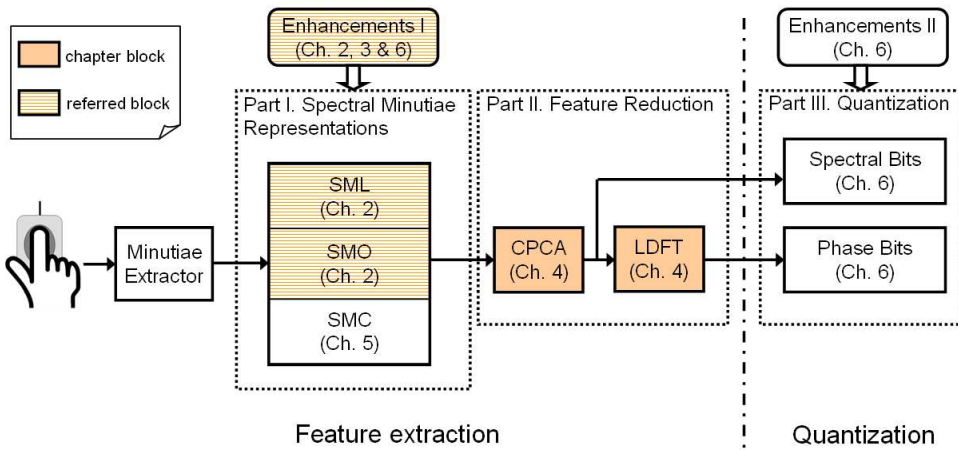 Enhancements I
(Ch. 2, 3 & 6)
Enhancements II
(Ch. 6)
chapter block
referred block
Part I. Spectral Minutiae
Representations
Part II. Feature Reduction
Part III. Quantization
SML
(Ch. 2)
SMO
(Ch. 2)
SMC
(Ch. 5)
Minutiae
Extractor
CPCA
(Ch. 4)
LDFT
(Ch. 4)
Spectral Bits
(Ch. 6)
Phase Bits
(Ch. 6)
Feature extraction
Quantization